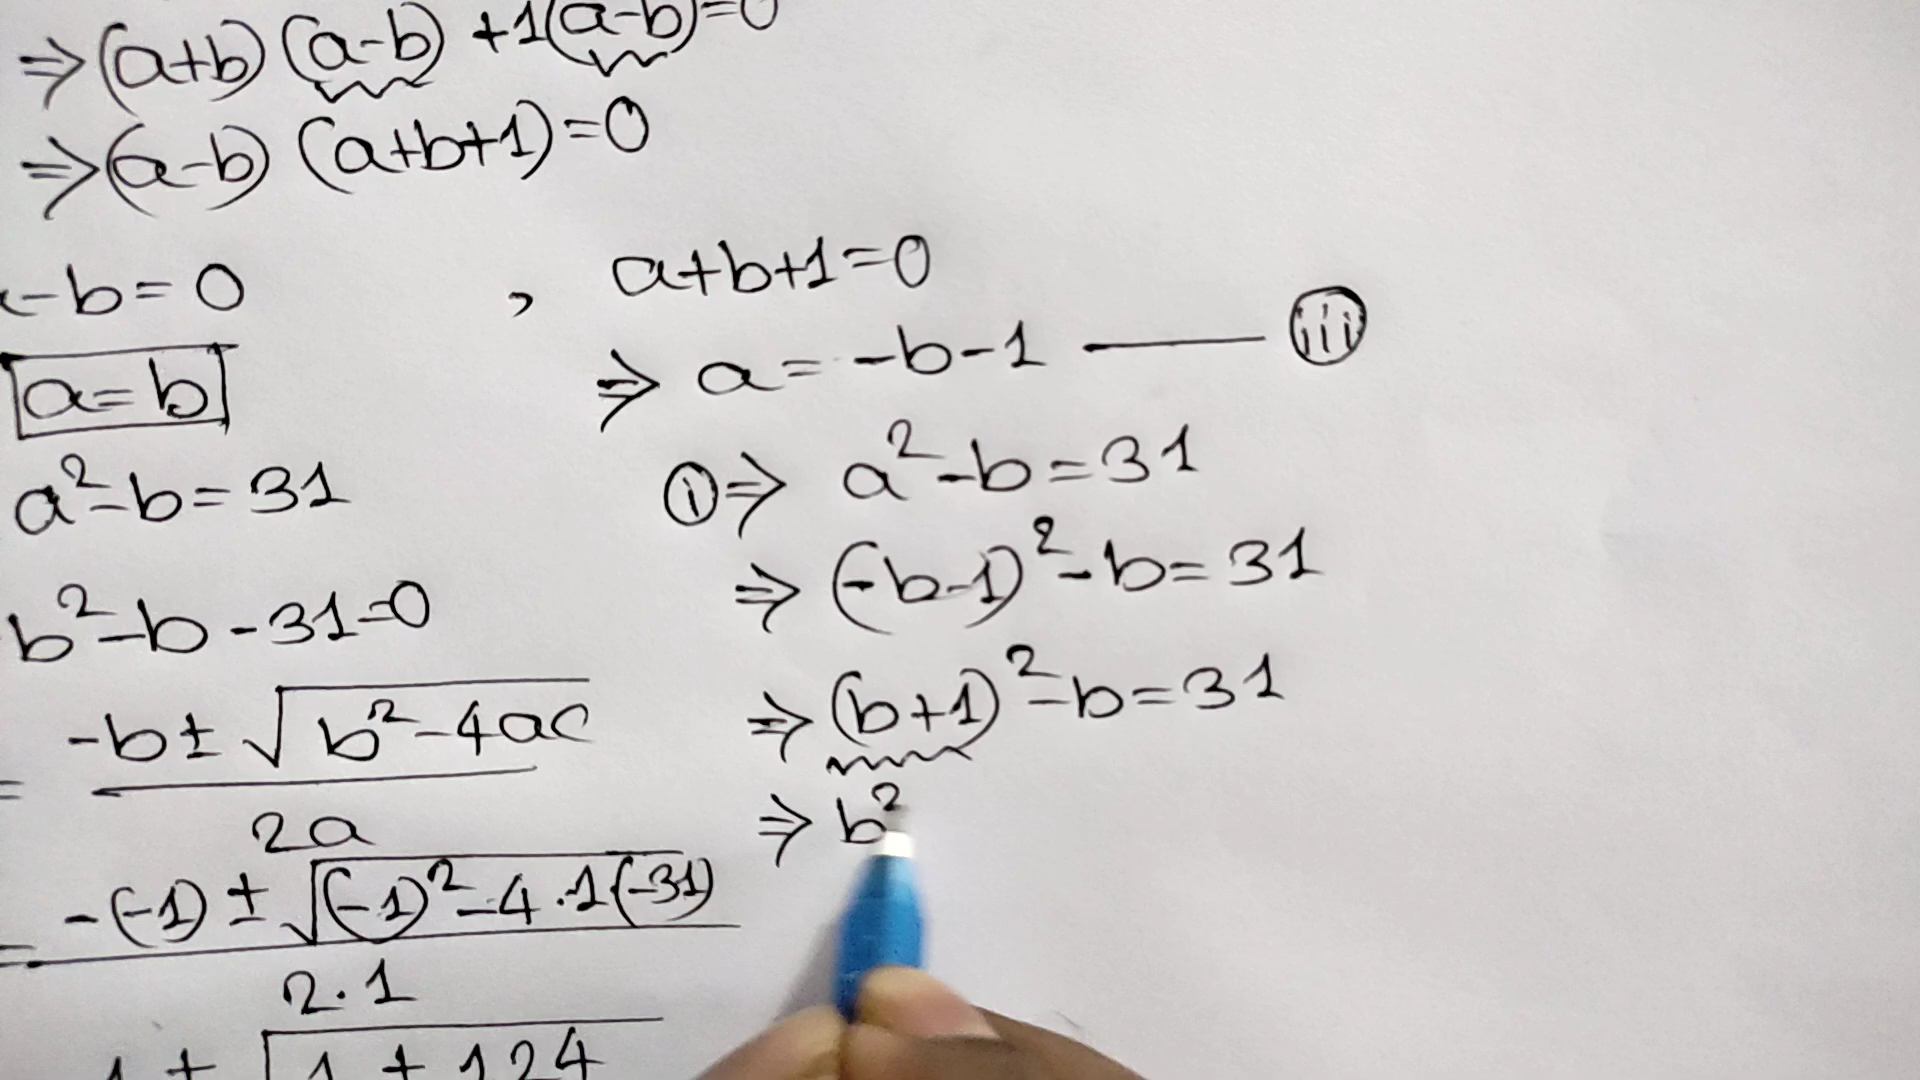 ⇒(a+b)(a-b)+1(a-b)=0
⇒(a-b)(a+b+1)=0
-b=0 , a+b+1=0
a=b
⇒ a=-b-1 —— (iii)
a²-b=31
(i)⇒ a²-b=31
⇒ (-b-1)²-b=31
b²-b-31=0
⇒ (b+1)²-b=31
= (-b±√(b²-4ac))/2a
⇒ b²
= (-(-1)±√((-1)²-4.1(-31)))/2.1
1±√1+124